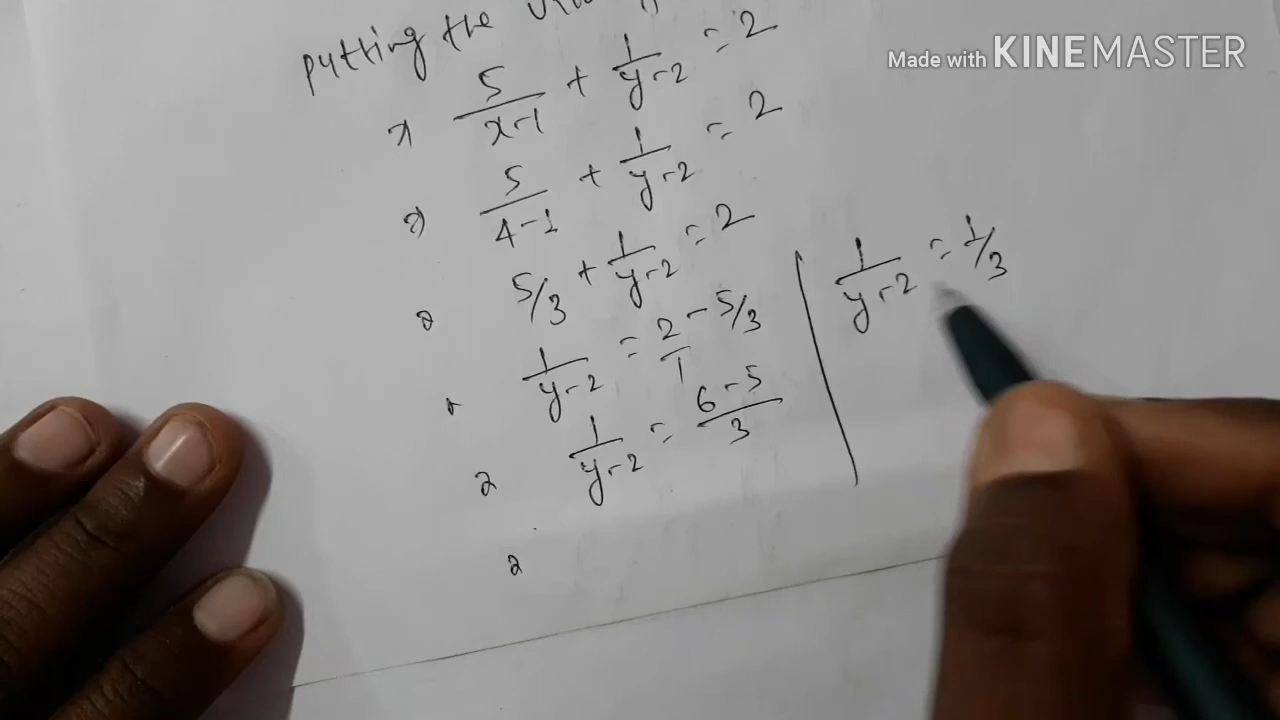 Made with KINEMASTER
putting the
⇒ 5/(x-1) + 1/(y-2) = 2
⇒ 5/(4-1) + 1/(y-2) = 2
⇒ 5/3 + 1/(y-2) = 2
⇒ 1/(y-2) = 2/1 - 5/3
⇒ 1/(y-2) = (6-5)/3
⇒
1/(y-2) = 1/3